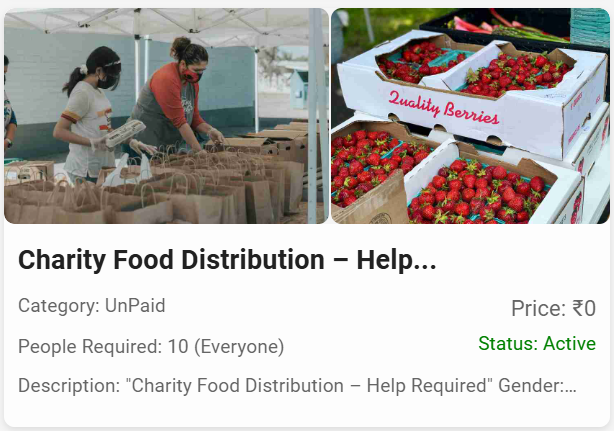 Quality Berries
Charity Food Distribution – Help...
Category: UnPaid
Price: ₹0
People Required: 10 (Everyone)
Status: Active
Description: "Charity Food Distribution – Help Required" Gender:...